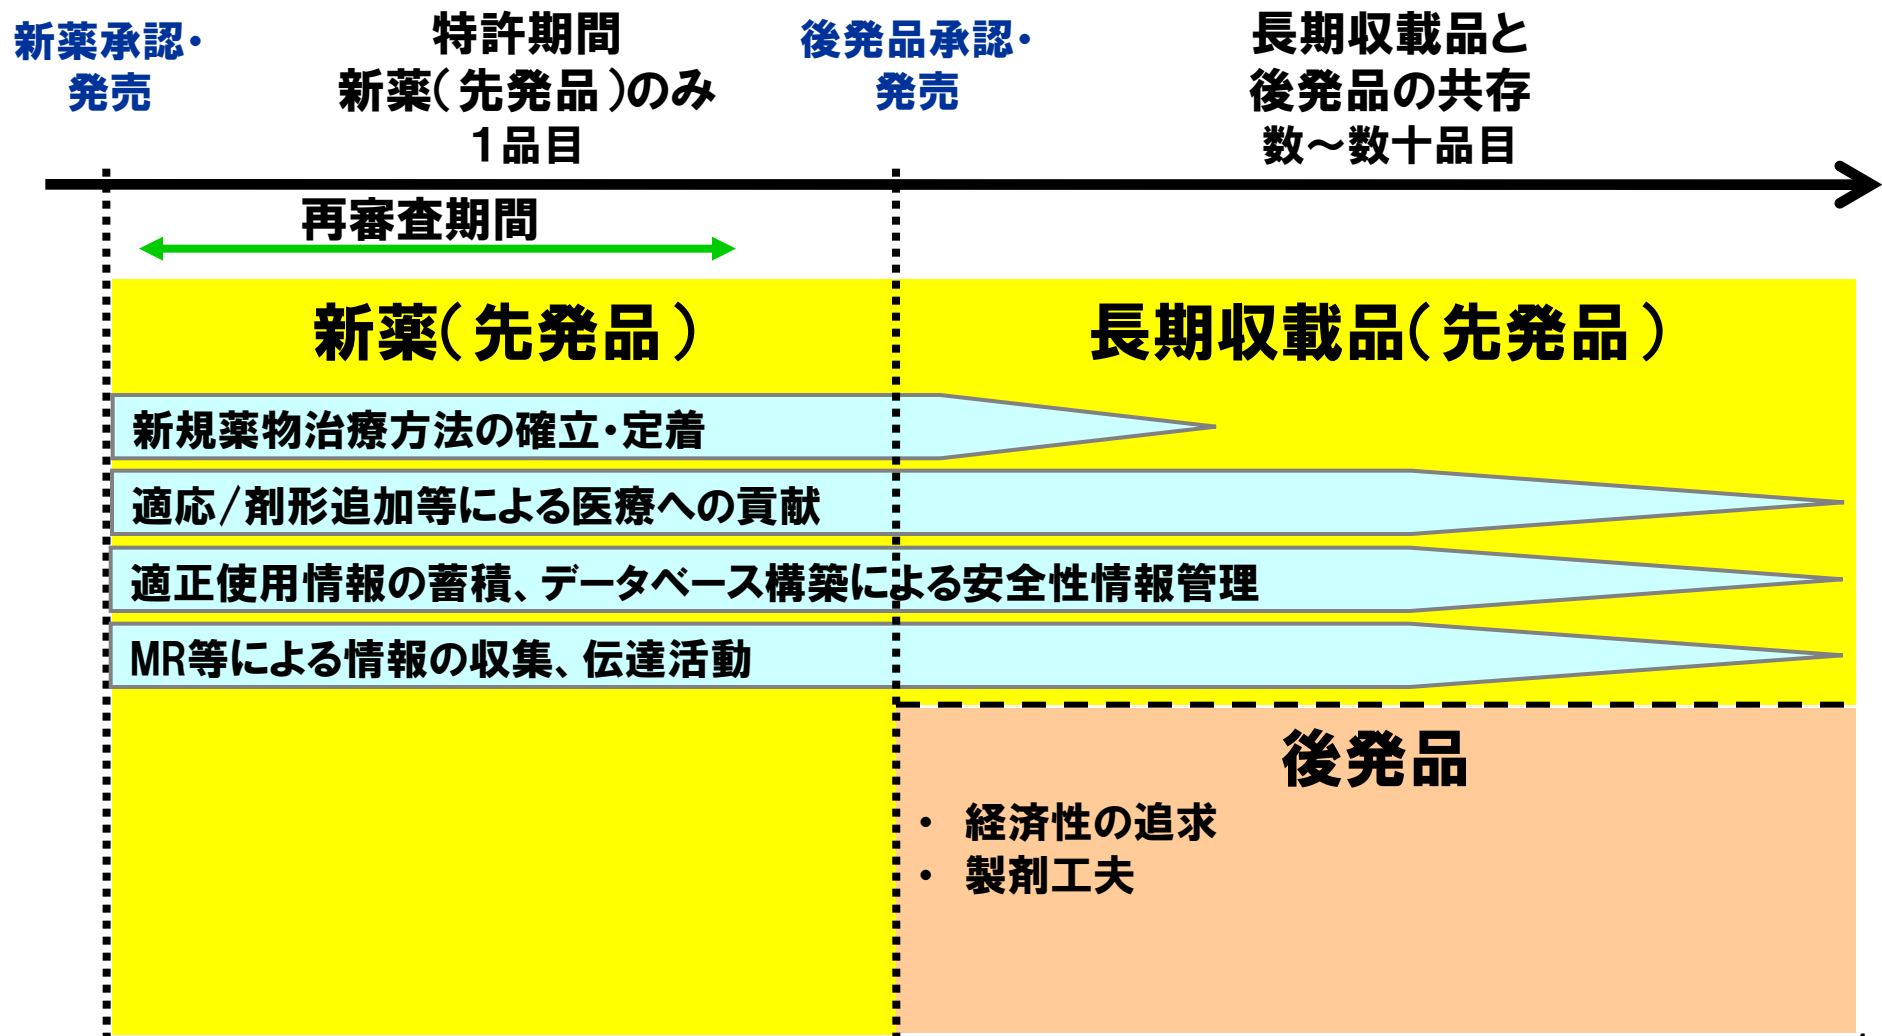 新薬承認・
発売
特許期間
新薬(先発品)のみ
1品目
後発品承認・
発売
長期収載品と
後発品の共存
数～数十品目
再審査期間
新薬(先発品)
長期収載品(先発品)
新規薬物治療方法の確立・定着
適応/剤形追加等による医療への貢献
適正使用情報の蓄積、データベース構築による安全性情報管理
MR等による情報の収集、伝達活動
後発品
・ 経済性の追求
・ 製剤工夫